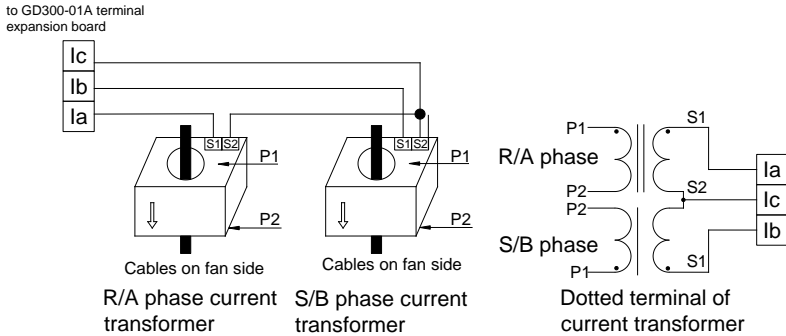 to GD300-01A terminal
expansion board
Ic
Ib
Ia
S1 S2
P1
P2
Cables on fan side
R/A phase current
transformer
S1 S2
P1
P2
Cables on fan side
S/B phase current
transformer
P1
S1
R/A phase
P2
S2
P2
S/B phase
P1
S1
Ia
Ic
Ib
Dotted terminal of
current transformer